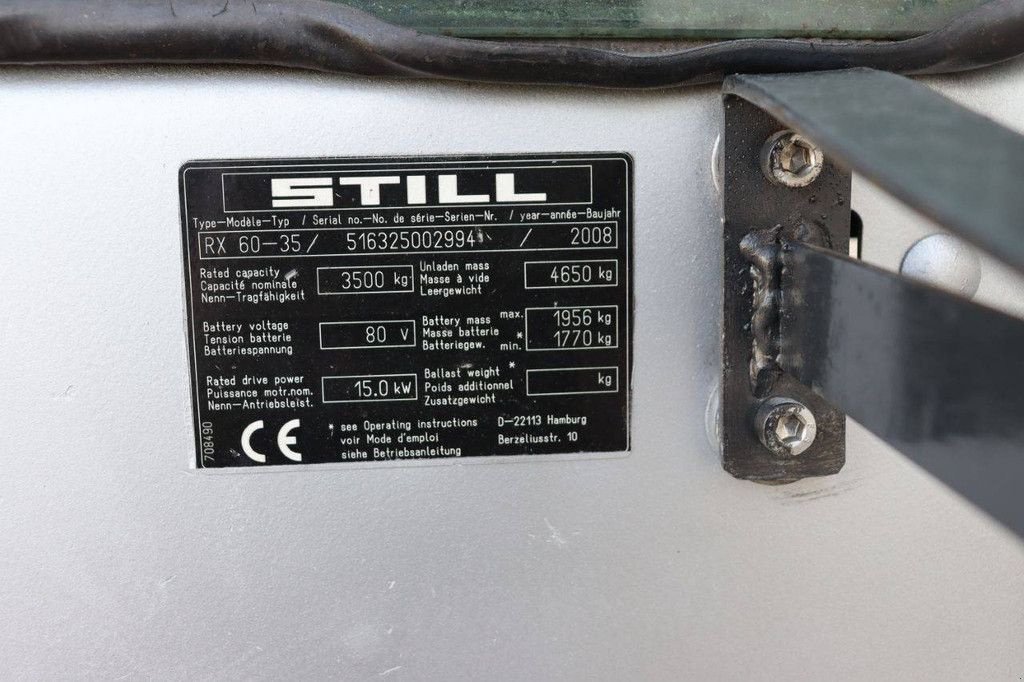 STILL
Type-Modèle-Typ / Serial no.-No. de série-Serien-Nr. / year-année-Baujahr
RX 60-35 / 516325002994 / 2008
Rated capacity
Capacité nominale
Nenn-Tragfähigkeit
3500 kg
Unladen mass
Masse à vide
Leergewicht
4650 kg
Battery voltage
Tension batterie
Batteriespannung
80 V
Battery mass max.
Masse batterie *
Batteriegew. min.
* 1956 kg
1770 kg
Rated drive power
Puissance motr.nom.
Nenn-Antriebsleist.
15.0 kW
Ballast weight *
Poids additionnel
Zusatzgewicht
kg
708490
CE
* see Operating instructions
voir Mode d'emploi
siehe Betriebsanleitung
D-22113 Hamburg
Berzeliusstr. 10